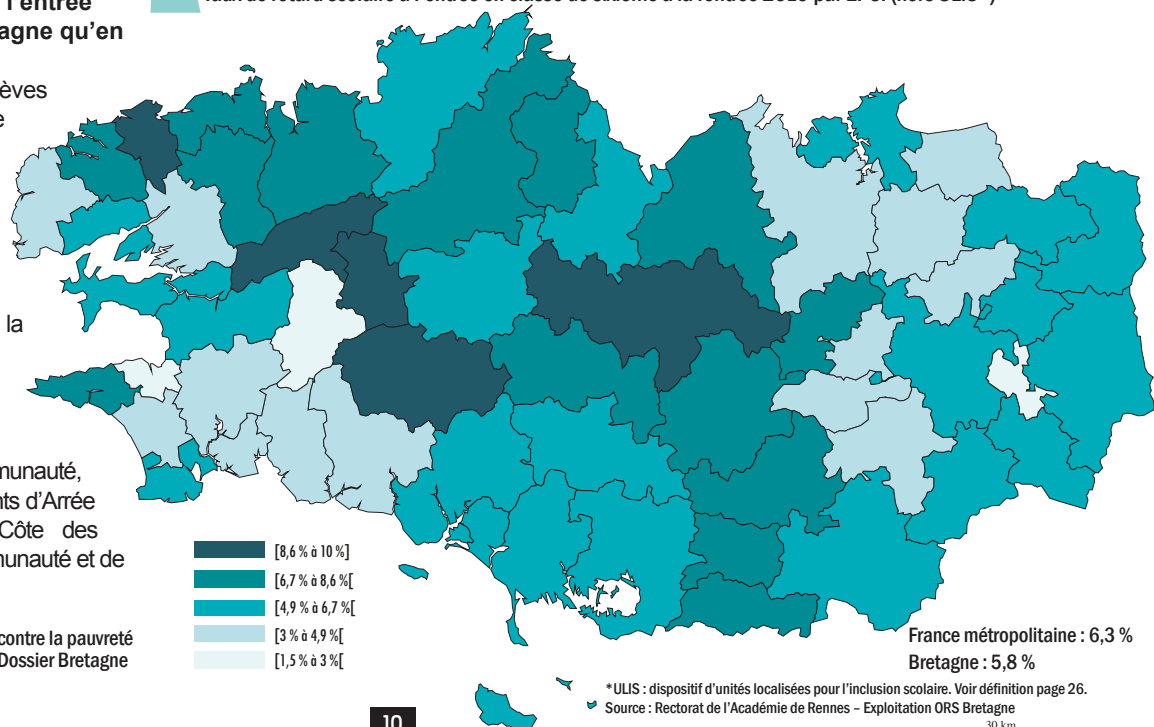 l'entrée
agne qu'en
èves
e
la
munauté,
nts d'Arrée
Côte des
munauté et de
contre la pauvreté
Dossier Bretagne
[8,6 % à 10 %]
[6,7 % à 8,6 %[
[4,9 % à 6,7 %[
[3 % à 4,9 %[
[1,5 % à 3 %[
France métropolitaine : 6,3 %
Bretagne : 5,8 %
*ULIS : dispositif d'unités localisées pour l'inclusion scolaire. Voir définition page 26.
Source : Rectorat de l'Académie de Rennes – Exploitation ORS Bretagne
30 km
10